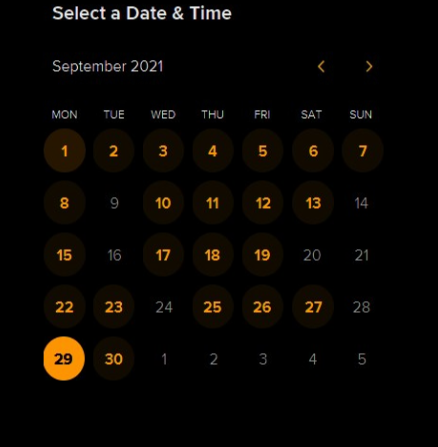 Select a Date & Time
September 2021
MON TUE WED THU FRI SAT SUN
1 2 3 4 5 6 7
8 9 10 11 12 13 14
15 16 17 18 19 20 21
22 23 24 25 26 27 28
29 30 1 2 3 4 5